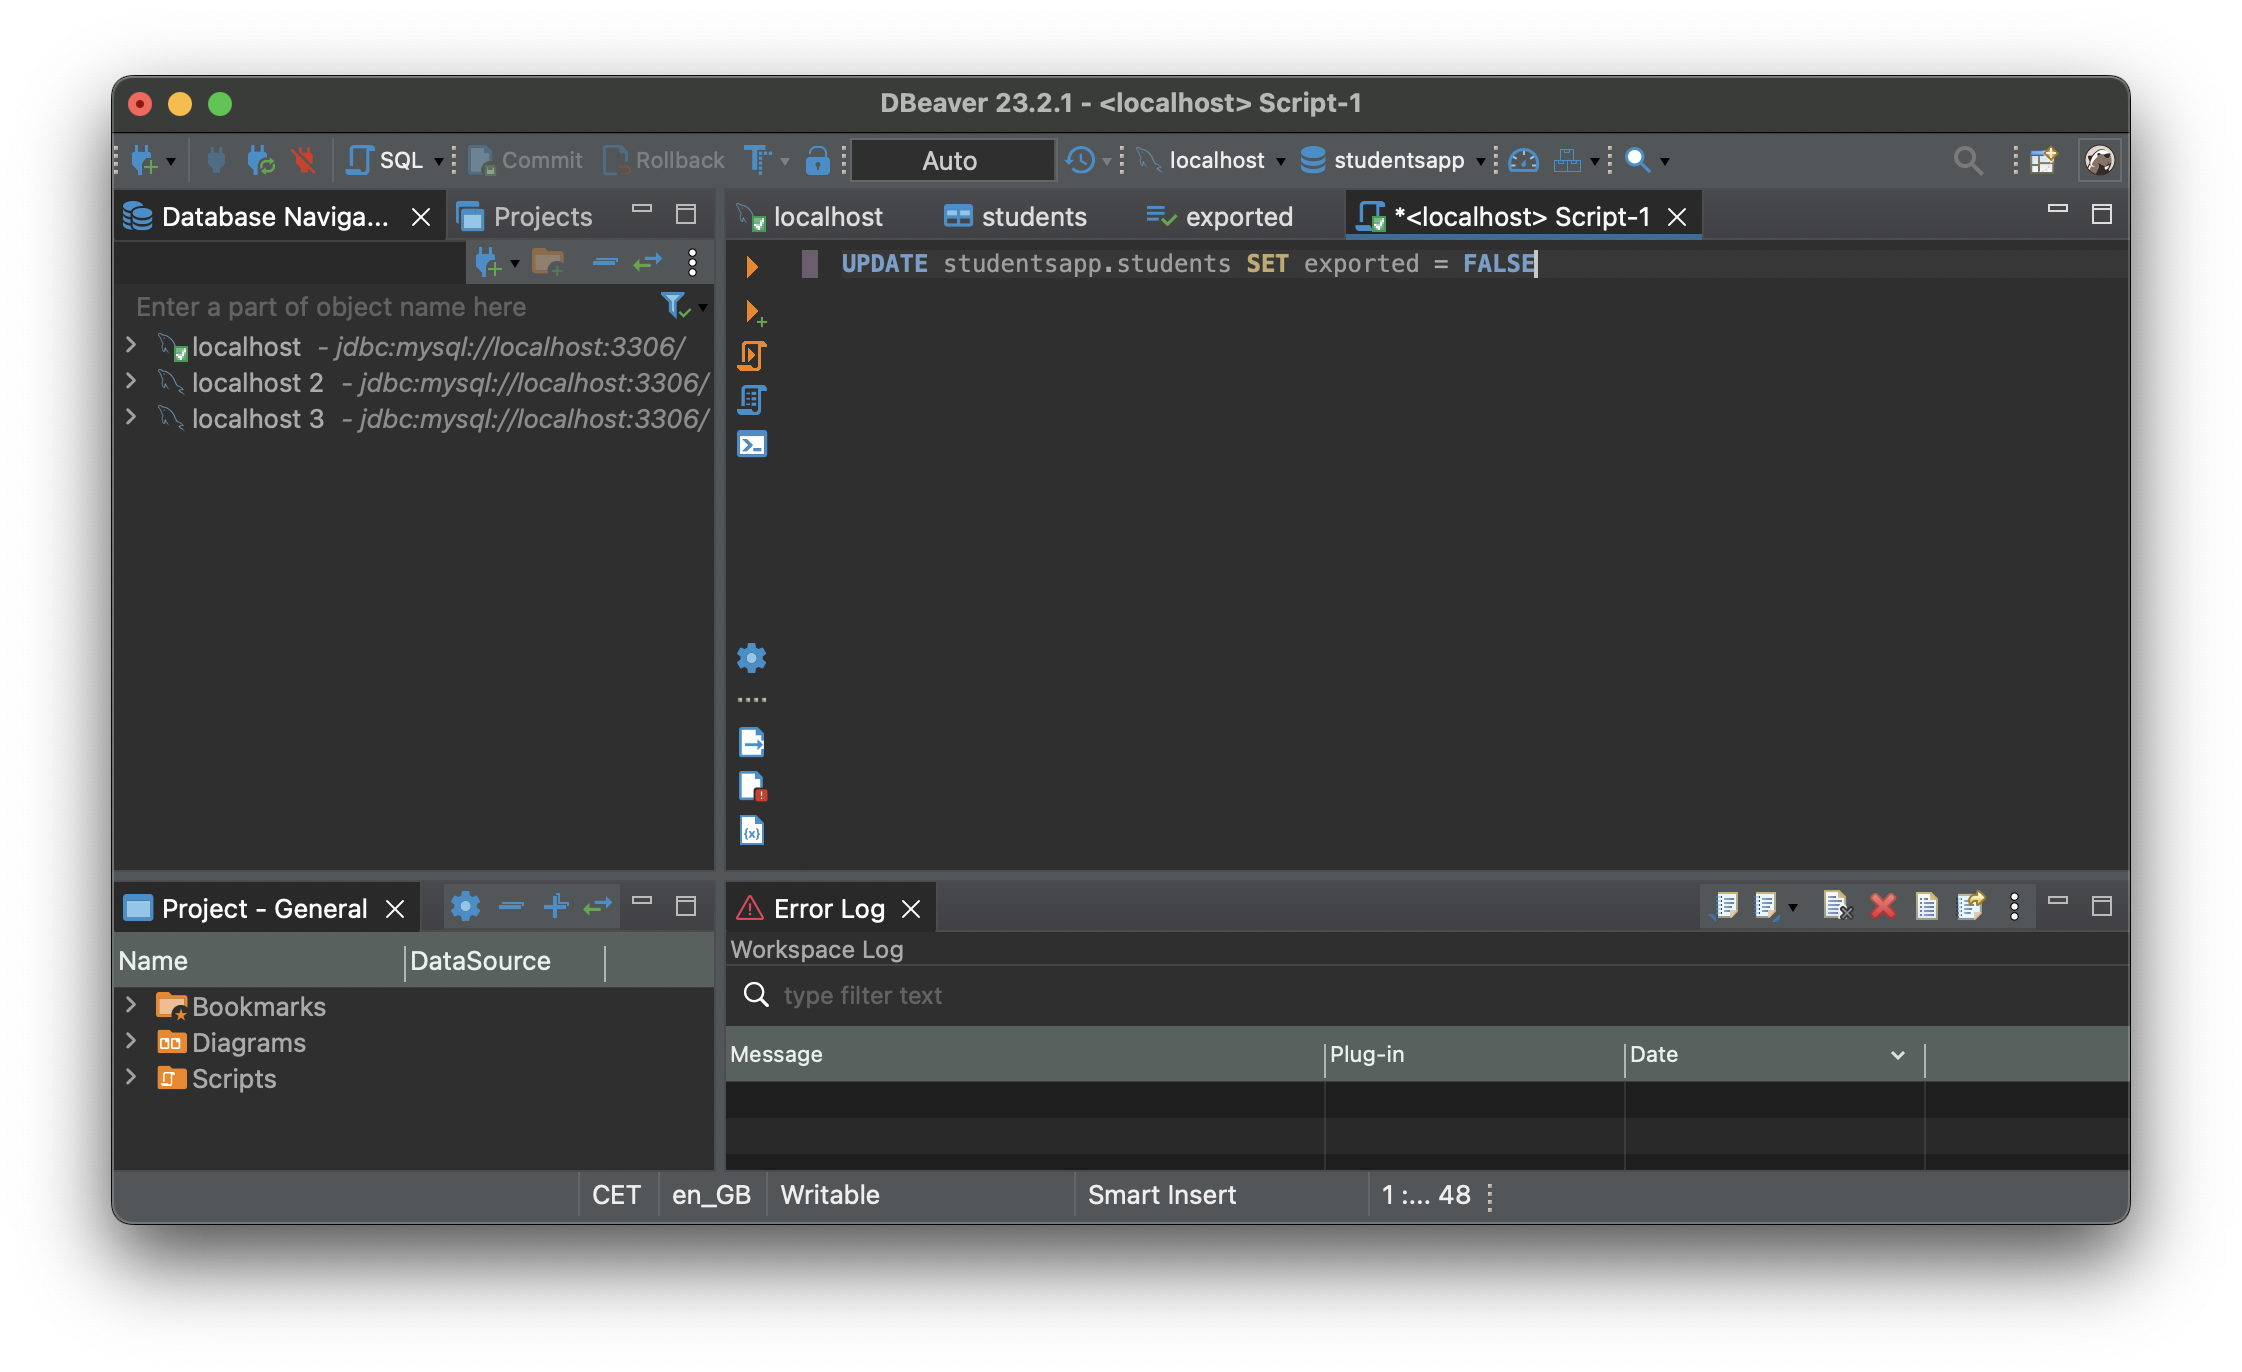 DBeaver 23.2.1 - <localhost> Script-1
SQL Commit Rollback Auto localhost studentsapp
Database Naviga... Projects
localhost students exported *<localhost> Script-1
UPDATE studentsapp.students SET exported = FALSE
Enter a part of object name here
localhost - jdbc:mysql://localhost:3306/
localhost 2 - jdbc:mysql://localhost:3306/
localhost 3 - jdbc:mysql://localhost:3306/
Project - General
Name DataSource
Bookmarks
Diagrams
Scripts
Error Log
Workspace Log
type filter text
Message Plug-in Date
CET en_GB Writable Smart Insert 1 :... 48